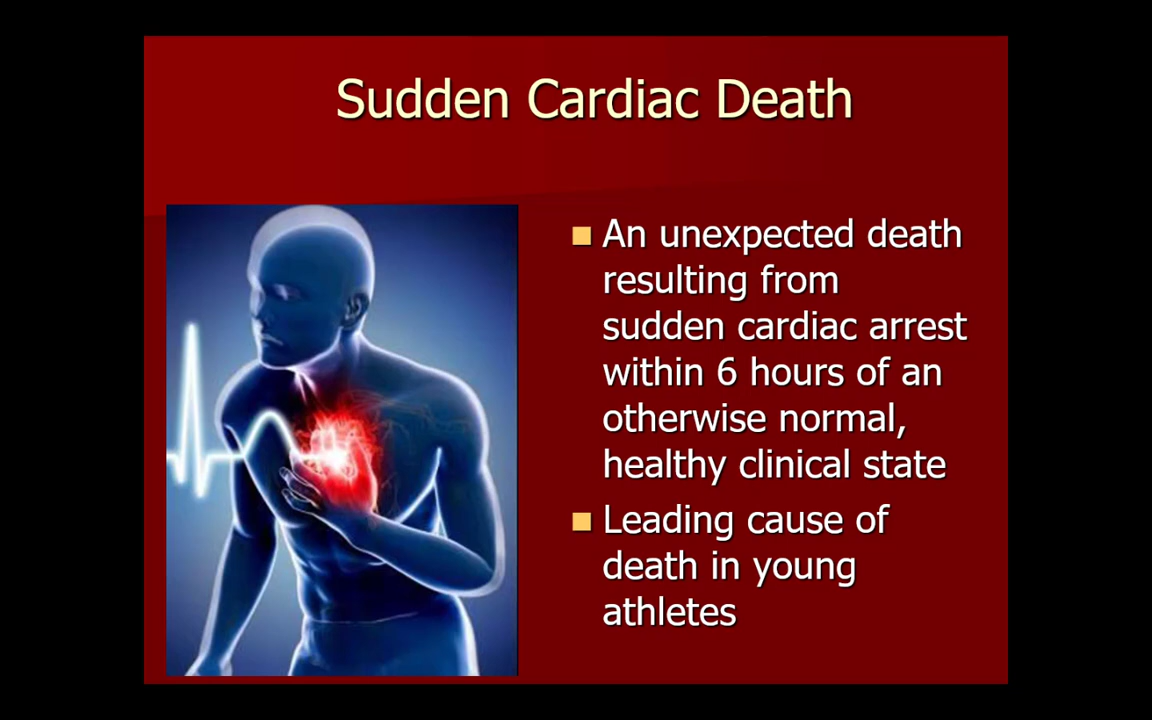 Sudden Cardiac Death
An unexpected death
resulting from
sudden cardiac arrest
within 6 hours of an
otherwise normal,
healthy clinical state
Leading cause of
death in young
athletes